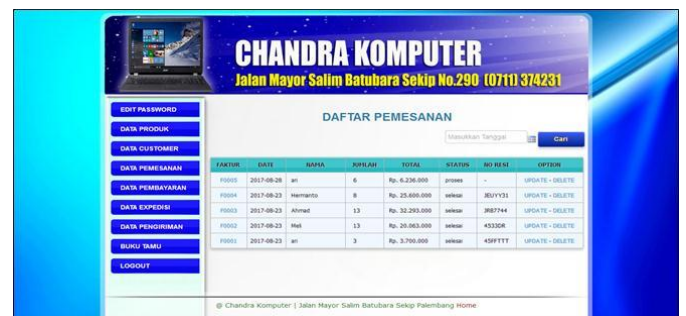 CHANDRA KOMPUTER
Jalan Mayor Salim Batubara Sekip No.290 (0711) 374231
EDIT PASSWORD
DATA PRODUK
DATA CUSTOMER
DATA PEMESANAN
DATA PEMBAYARAN
DATA EXPEDISI
DATA PENGIRIMAN
BUKU TAMU
LOGOUT
DAFTAR PEMESANAN
Masukkan Tanggal
Cari
FAKTUR DATE NAMA JUMLAH TOTAL STATUS NO RESI OPTION
F0005 2017-08-28 ari 6 Rp. 6.236.000 proses - UPDATE - DELETE
F0004 2017-08-23 Hermanto 8 Rp. 25.600.000 selesai JEUYY31 UPDATE - DELETE
F0003 2017-08-23 Ahmad 13 Rp. 32.293.000 selesai JR87744 UPDATE - DELETE
F0002 2017-08-23 Meli 13 Rp. 20.063.000 selesai 4533DR UPDATE - DELETE
F0001 2017-08-23 ari 3 Rp. 3.700.000 selesai 45FFTTT UPDATE - DELETE
@ Chandra Komputer | Jalan Mayor Salim Batubara Sekip Palembang Home